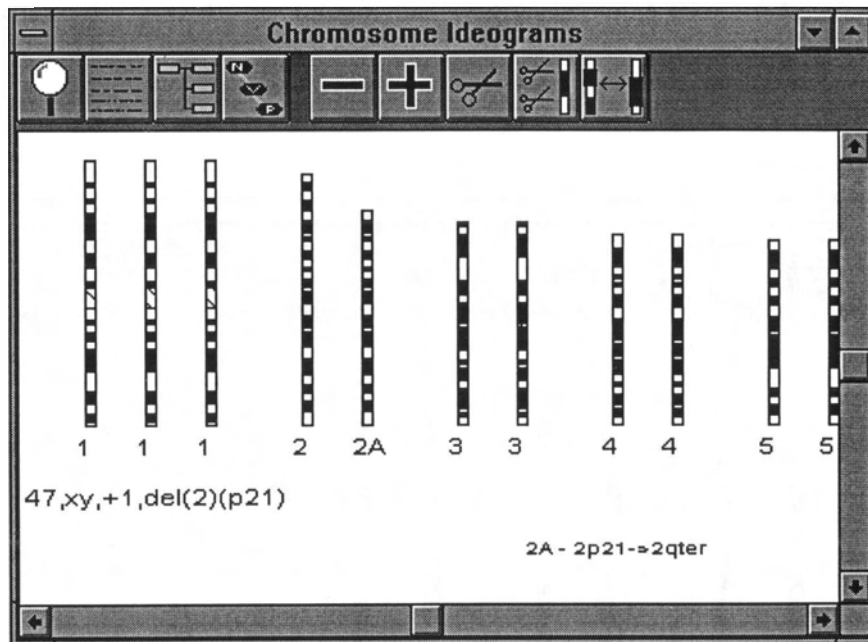 Chromosome Ideograms
N
V
P
1 1 1 2 2A 3 3 4 4 5 5
47,xy,+1,del(2)(p21)
2A - 2p21->2qter